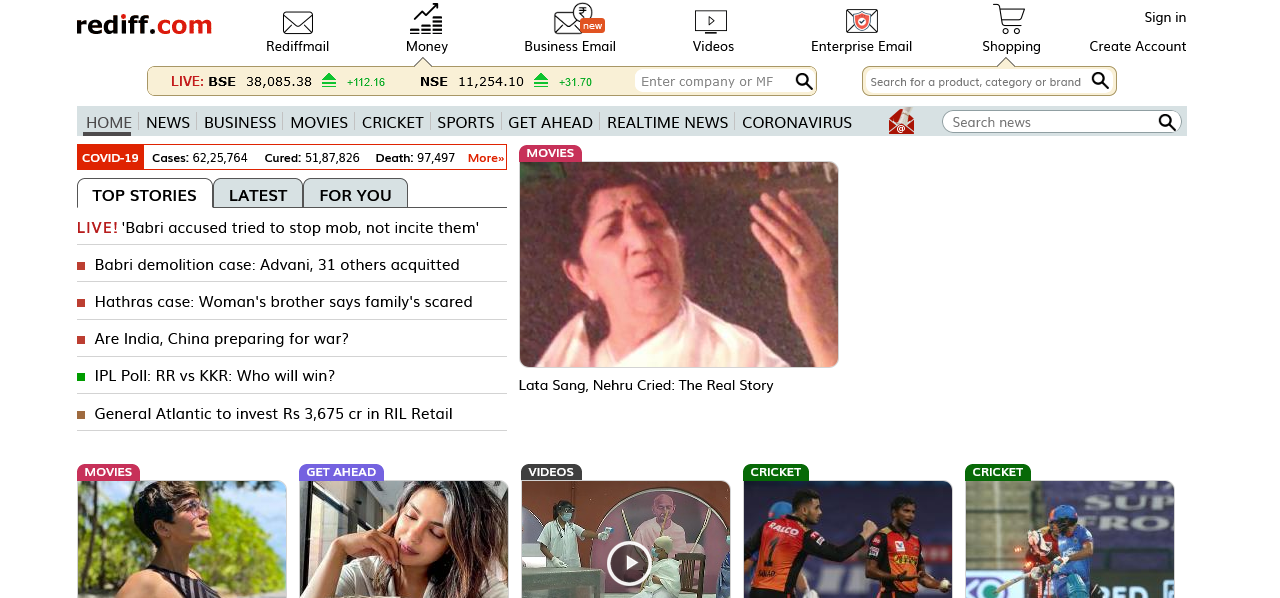 rediff.com
Rediffmail
Money
Business Email
new
Videos
Enterprise Email
Shopping
Sign in
Create Account
LIVE: BSE 38,085.38 +112.16 NSE 11,254.10 +31.70 Enter company or MF
Search for a product, category or brand
HOME NEWS BUSINESS MOVIES CRICKET SPORTS GET AHEAD REALTIME NEWS CORONAVIRUS
Search news
COVID-19 Cases: 62,25,764 Cured: 51,87,826 Death: 97,497 More»
TOP STORIES LATEST FOR YOU
LIVE! 'Babri accused tried to stop mob, not incite them'
Babri demolition case: Advani, 31 others acquitted
Hathras case: Woman's brother says family's scared
Are India, China preparing for war?
IPL Poll: RR vs KKR: Who will win?
General Atlantic to invest Rs 3,675 cr in RIL Retail
MOVIES
Lata Sang, Nehru Cried: The Real Story
MOVIES
GET AHEAD
VIDEOS
CRICKET
RALCO
1
CRICKET